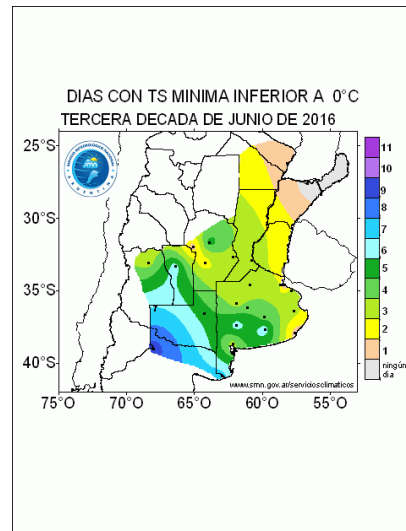 DIAS CON TS MINIMA INFERIOR A 0°C
TERCERA DECADA DE JUNIO DE 2016
25°S
30°S
35°S
40°S
75°O
70°O
65°O
60°O
55°O
11
10
9
8
7
6
5
4
3
2
1
ningún
dia
www.smn.gov.ar/serviciosclimaticos